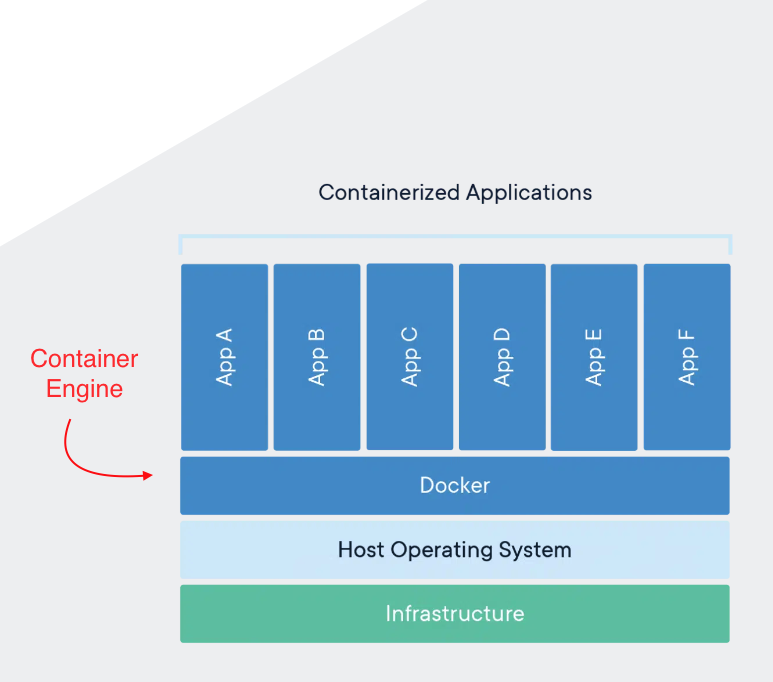 Containerized Applications
App A
App B
App C
App D
App E
App F
Container
Engine
Docker
Host Operating System
Infrastructure